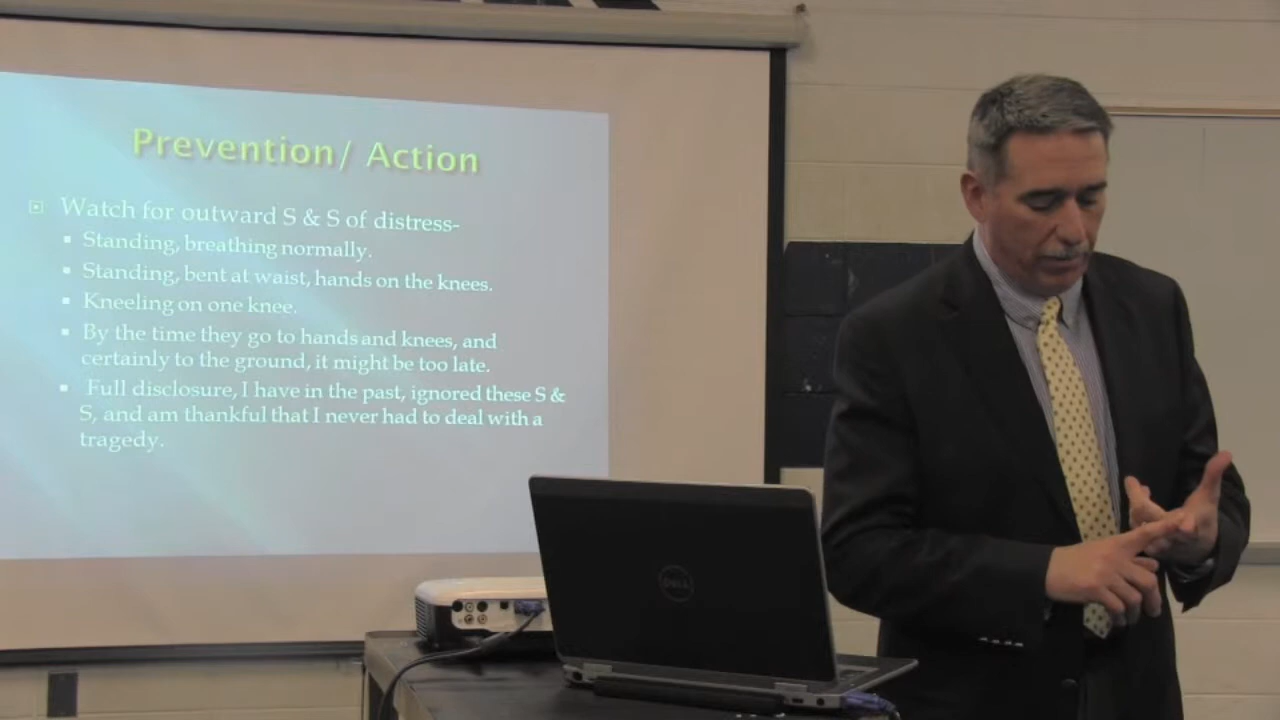 Prevention/ Action
Watch for outward S & S of distress-
Standing, breathing normally.
Standing, bent at waist, hands on the knees.
Kneeling on one knee.
By the time they go to hands and knees, and
certainly to the ground, it might be too late.
Full disclosure, I have in the past, ignored these S &
S, and am thankful that I never had to deal with a
tragedy.
DELL